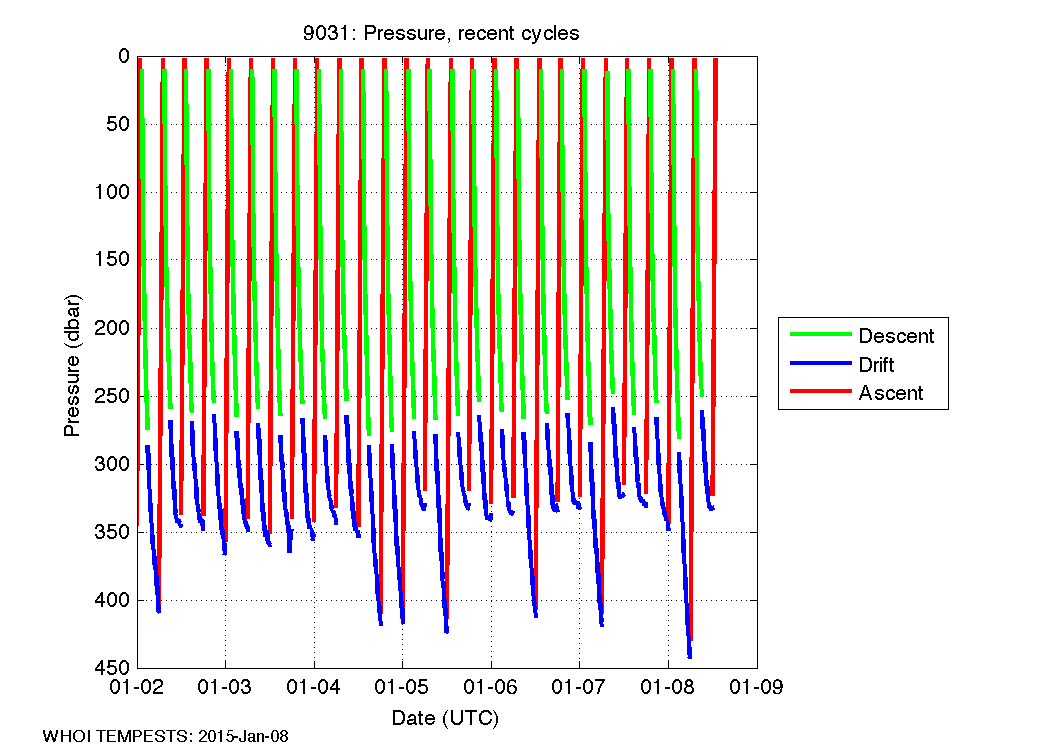 9031: Pressure, recent cycles
0
50
100
150
200
250
300
350
400
450
Pressure (dbar)
01-02 01-03 01-04 01-05 01-06 01-07 01-08 01-09
Date (UTC)
Descent
Drift
Ascent
WHOI TEMPESTS: 2015-Jan-08